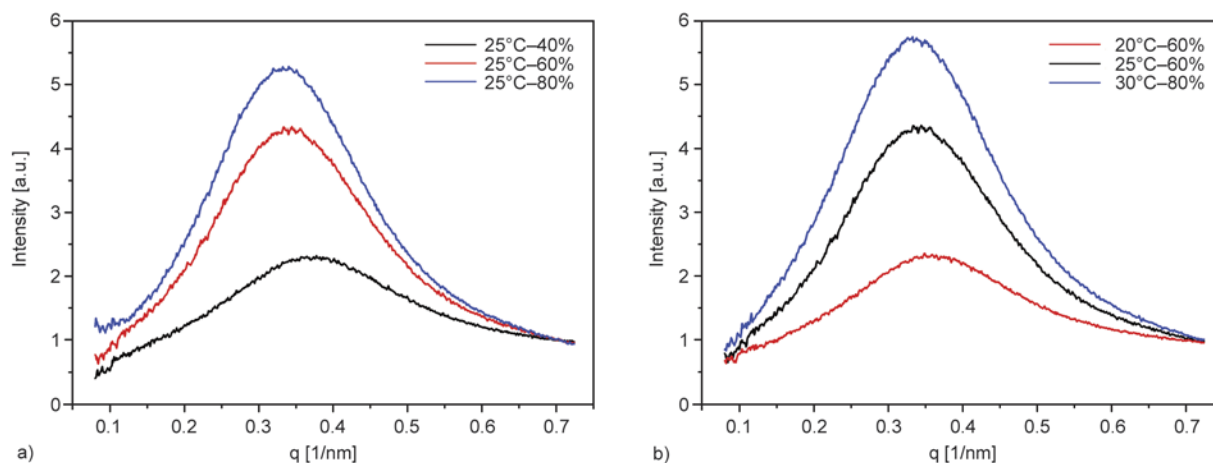 6
5
4
3
2
1
0
Intensity [a.u.]
25°C–40%
25°C–60%
25°C–80%
0.1 0.2 0.3 0.4 0.5 0.6 0.7
q [1/nm]
a)
6
5
4
3
2
1
0
Intensity [a.u.]
20°C–60%
25°C–60%
30°C–80%
0.1 0.2 0.3 0.4 0.5 0.6 0.7
q [1/nm]
b)